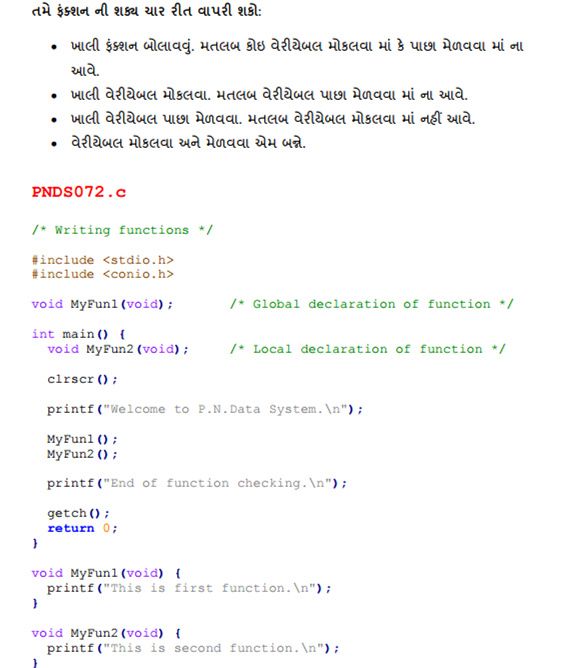 તમે ફંક્શન ની શક્ય ચાર રીત વાપરી શકો:
• ખાલી ફંક્શન બોલાવવું. મતલબ કોઇ વેરીયેબલ મોકલવા માં કે પાછા મેળવવા માં ના
આવે.
• ખાલી વેરીયેબલ મોકલવા. મતલબ વેરીયેબલ પાછા મેળવવા માં ના આવે.
• ખાલી વેરીયેબલ પાછા મેળવવા. મતલબ વેરીયેબલ મોકલવા માં નહીં આવે.
• વેરીયેબલ મોકલવા અને મેળવવા એમ બન્ને.
PNDS072.c
/* Writing functions */
#include <stdio.h>
#include <conio.h>
void MyFun1(void); /* Global declaration of function */
int main() {
void MyFun2(void); /* Local declaration of function */
clrscr();
printf("Welcome to P.N.Data System.\n");
MyFun1();
MyFun2();
printf("End of function checking.\n");
getch();
return 0;
}
void MyFun1(void) {
printf("This is first function.\n");
}
void MyFun2(void) {
printf("This is second function.\n");
}